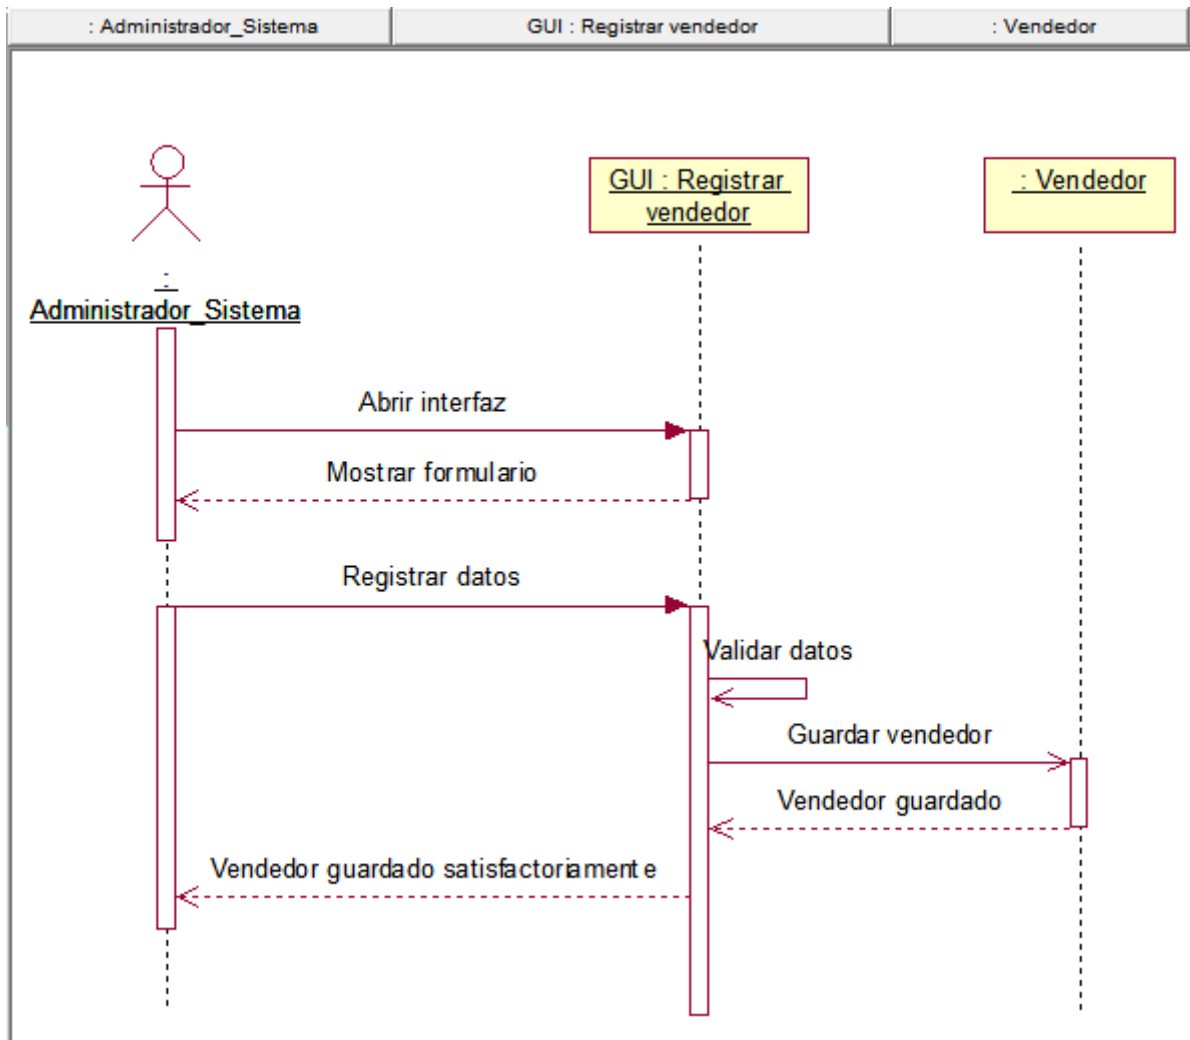 : Administrador_Sistema
GUI : Registrar vendedor
: Vendedor
GUI : Registrar
vendedor
: Vendedor
:
Administrador_Sistema
Abrir interfaz
Mostrar formulario
Registrar datos
Validar datos
Guardar vendedor
Vendedor guardado
Vendedor guardado satisfactoriamente